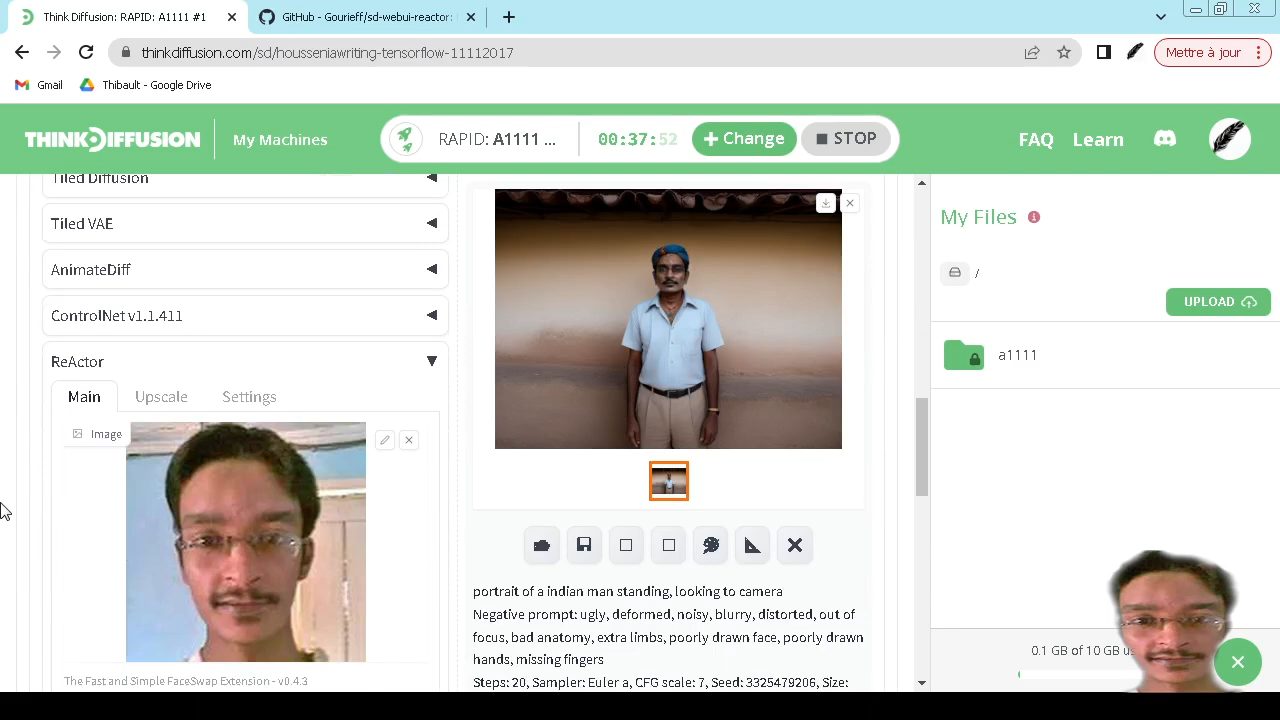 Think Diffusion: RAPID: A1111 #1
GitHub - Gourieff/sd-webui-reactor
thinkdiffusion.com/sd/houssenlawriting-tensorflow_11112017
Mettre à jour
Gmail
Thibault - Google Drive
THINKDIFFUSION
My Machines
RAPID: A1111 ...
00:37:52
Change
STOP
FAQ
Learn
Tiled Diffusion
Tiled VAE
AnimateDiff
ControlNet v1.1.411
ReActor
Main
Upscale
Settings
Image
The Fast and Simple FaceSwap Extension - v0.4.3
portrait of a indian man standing, looking to camera
Negative prompt: ugly, deformed, noisy, blurry, distorted, out of
focus, bad anatomy, extra limbs, poorly drawn face, poorly drawn
hands, missing fingers
Steps: 20, Sampler: Euler a, CFG scale: 7, Seed: 3325479206, Size:
My Files
/
UPLOAD
a1111
0.1 GB of 10 GB